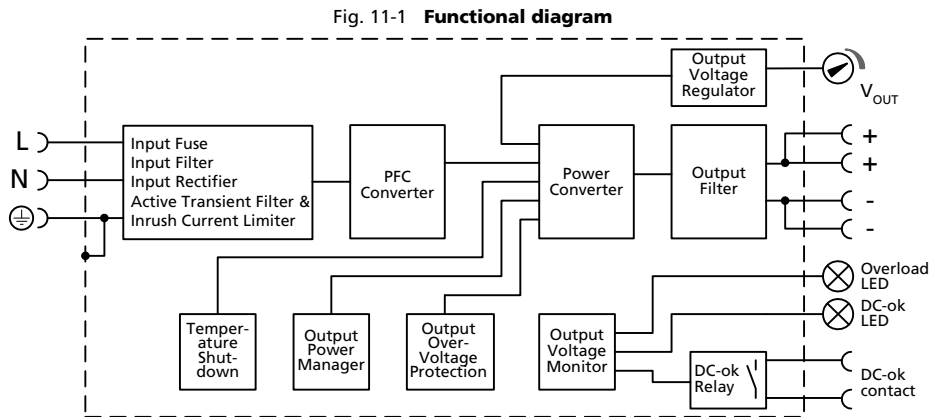 Fig. 11-1 Functional diagram
Output
Voltage
Regulator
V_OUT
L
N
Input Fuse
Input Filter
Input Rectifier
Active Transient Filter &
Inrush Current Limiter
PFC
Converter
Power
Converter
Output
Filter
+
+
-
-
Temper-
ature
Shut-
down
Output
Power
Manager
Output
Over-
Voltage
Protection
Output
Voltage
Monitor
DC-ok
Relay
Overload
LED
DC-ok
LED
DC-ok
contact